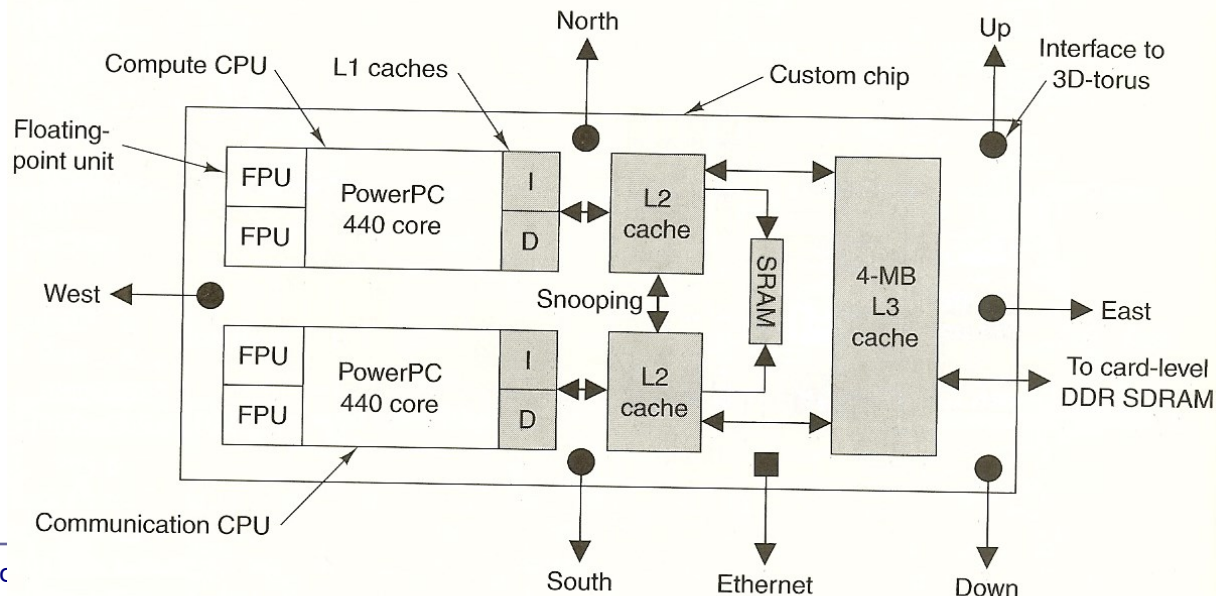 North
Up
Compute CPU
L1 caches
Custom chip
Interface to
3D-torus
Floating-
point unit
FPU
FPU
PowerPC
440 core
I
D
L2
cache
SRAM
4-MB
L3
cache
West
Snooping
East
FPU
FPU
PowerPC
440 core
I
D
L2
cache
To card-level
DDR SDRAM
Communication CPU
South
Ethernet
Down